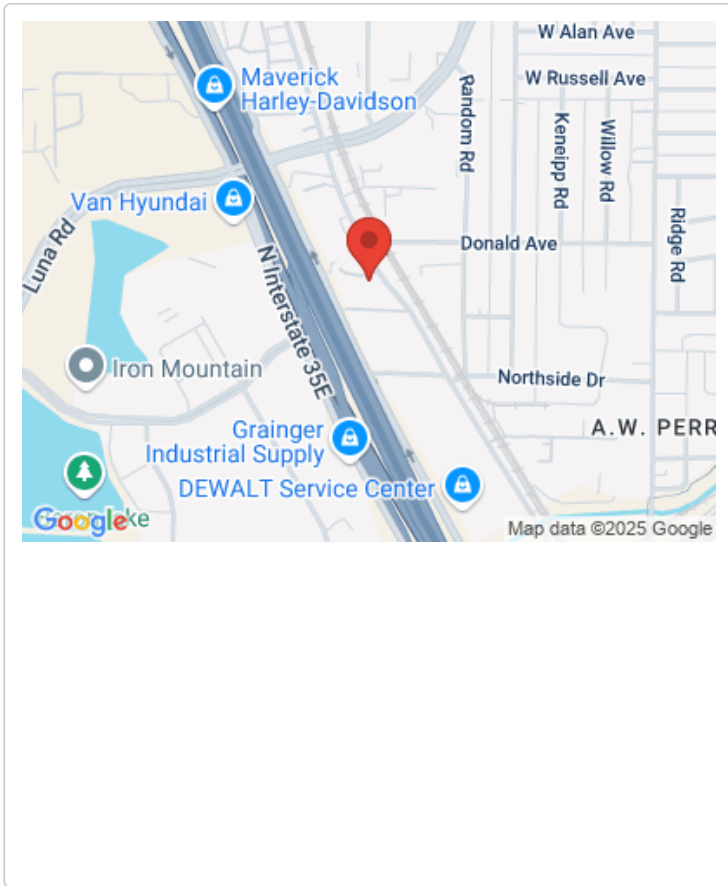 W Alan Ave
Maverick
Harley-Davidson
W Russell Ave
Random Rd
Keneipp Rd
Willow Rd
Van Hyundai
Luna Rd
Donald Ave
Ridge Rd
N Interstate 35E
Iron Mountain
Northside Dr
Grainger
Industrial Supply
A.W. PERR
DEWALT Service Center
Google
ke
Map data ©2025 Google